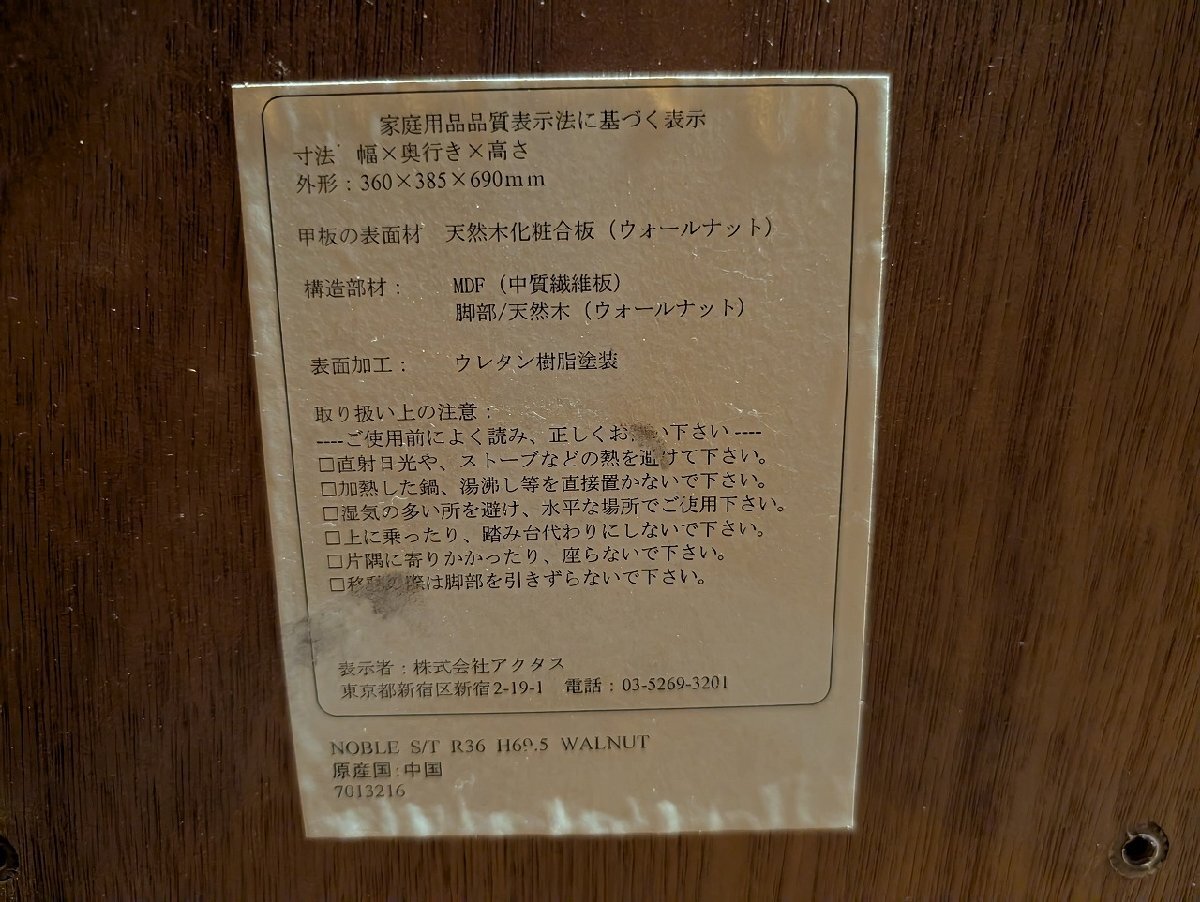 家庭用品品質表示法に基づく表示
寸法 幅×奥行き×高さ
外形：360×385×690mm
甲板の表面材 天然木化粧合板（ウォールナット）
構造部材： MDF（中質繊維板）
脚部/天然木（ウォールナット）
表面加工： ウレタン樹脂塗装
取り扱い上の注意：
----ご使用前によく読み、正しくお い下さい----
□直射日光や、ストーブなどの熱を避けて下さい。
□加熱した鍋、湯沸し等を直接置かないで下さい。
□湿気の多い所を避け、水平な場所でご使用下さい。
□上に乗ったり、踏み台代わりにしないで下さい。
□片隅に寄りかかったり、座らないで下さい。
□移動の際は脚部を引きずらないで下さい。
表示者：株式会社アクタス
東京都新宿区新宿2-19-1 電話：03-5269-3201
NOBLE S/T R36 H69.5 WALNUT
原産国:中国
7013216